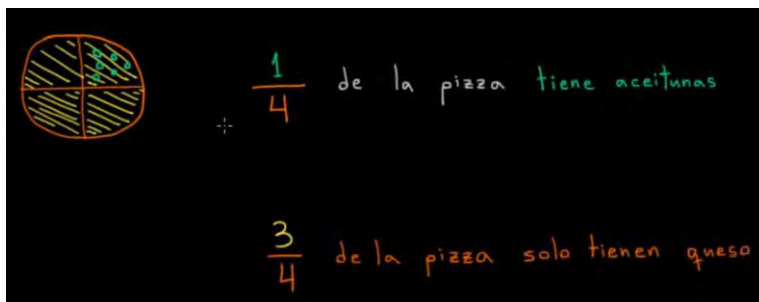 1/4 de la pizza tiene aceitunas
3/4 de la pizza solo tienen queso